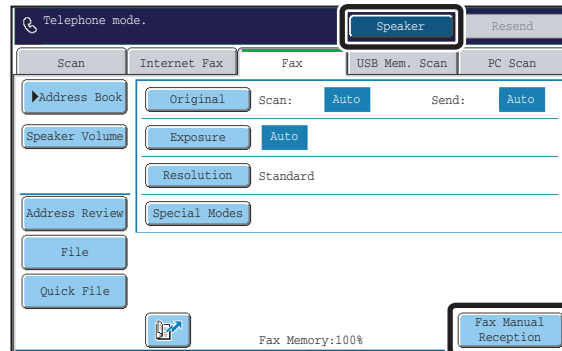 Telephone mode.
Speaker
Resend
Scan
Internet Fax
Fax
USB Mem. Scan
PC Scan
Address Book
Original
Scan:
Auto
Send:
Auto
Speaker Volume
Exposure
Auto
Resolution
Standard
Address Review
Special Modes
File
Quick File
Fax Memory:100%
Fax Manual
Reception